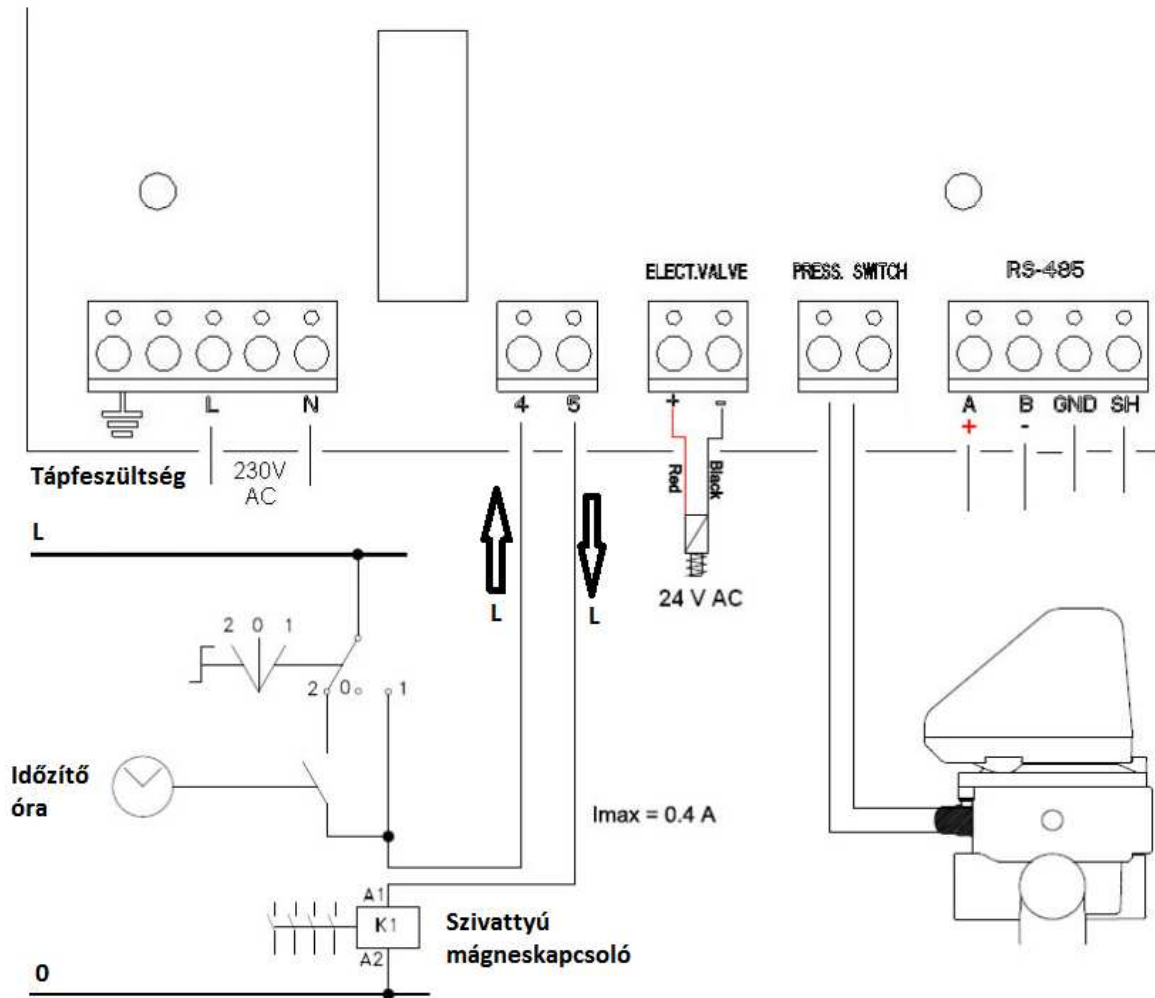 ELECT.VALVE
PRESS. SWITCH
RS-485
L
N
4
5
+
-
A
B
GND
SH
+
-
Tápfeszültség
230V
AC
Red
Black
L
L
L
24 V AC
2 0 1
2 0 1
Időzítő
óra
Imax = 0.4 A
A1
K1
A2
Szivattyú
mágneskapcsoló
0